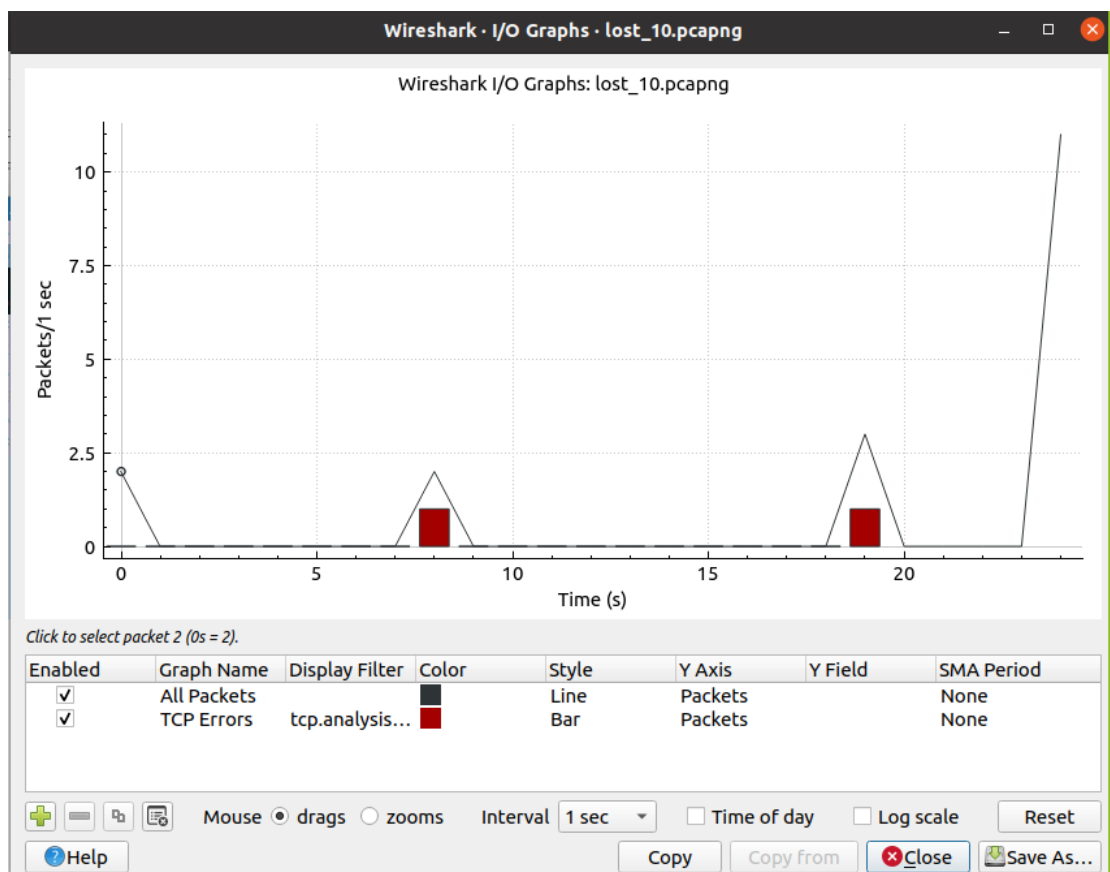 Wireshark · I/O Graphs · lost_10.pcapng
Wireshark I/O Graphs: lost_10.pcapng
Packets/1 sec
10
7.5
5
2.5
0
0 5 10 15 20
Time (s)
Click to select packet 2 (0s = 2).
Enabled Graph Name Display Filter Color Style Y Axis Y Field SMA Period
All Packets Line Packets None
TCP Errors tcp.analysis... Bar Packets None
Mouse drags zooms Interval 1 sec Time of day Log scale Reset
Help Copy Copy from Close Save As...